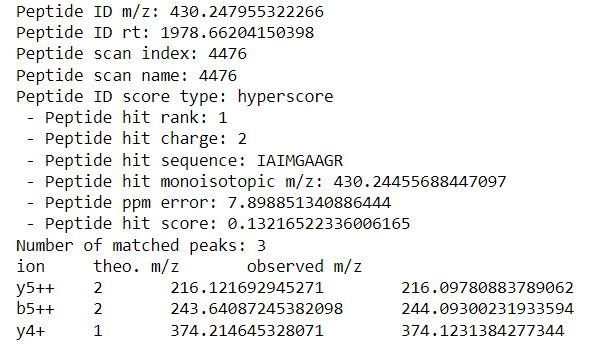 Peptide ID m/z: 430.247955322266
Peptide ID rt: 1978.66204150398
Peptide scan index: 4476
Peptide scan name: 4476
Peptide ID score type: hyperscore
- Peptide hit rank: 1
- Peptide hit charge: 2
- Peptide hit sequence: IAIMGAAGR
- Peptide hit monoisotopic m/z: 430.24455688447097
- Peptide ppm error: 7.898851340886444
- Peptide hit score: 0.13216522336006165
Number of matched peaks: 3
ion theo. m/z observed m/z
y5++ 2 216.121692945271 216.09780883789062
b5++ 2 243.64087245382098 244.09300231933594
y4+ 1 374.214645328071 374.1231384277344